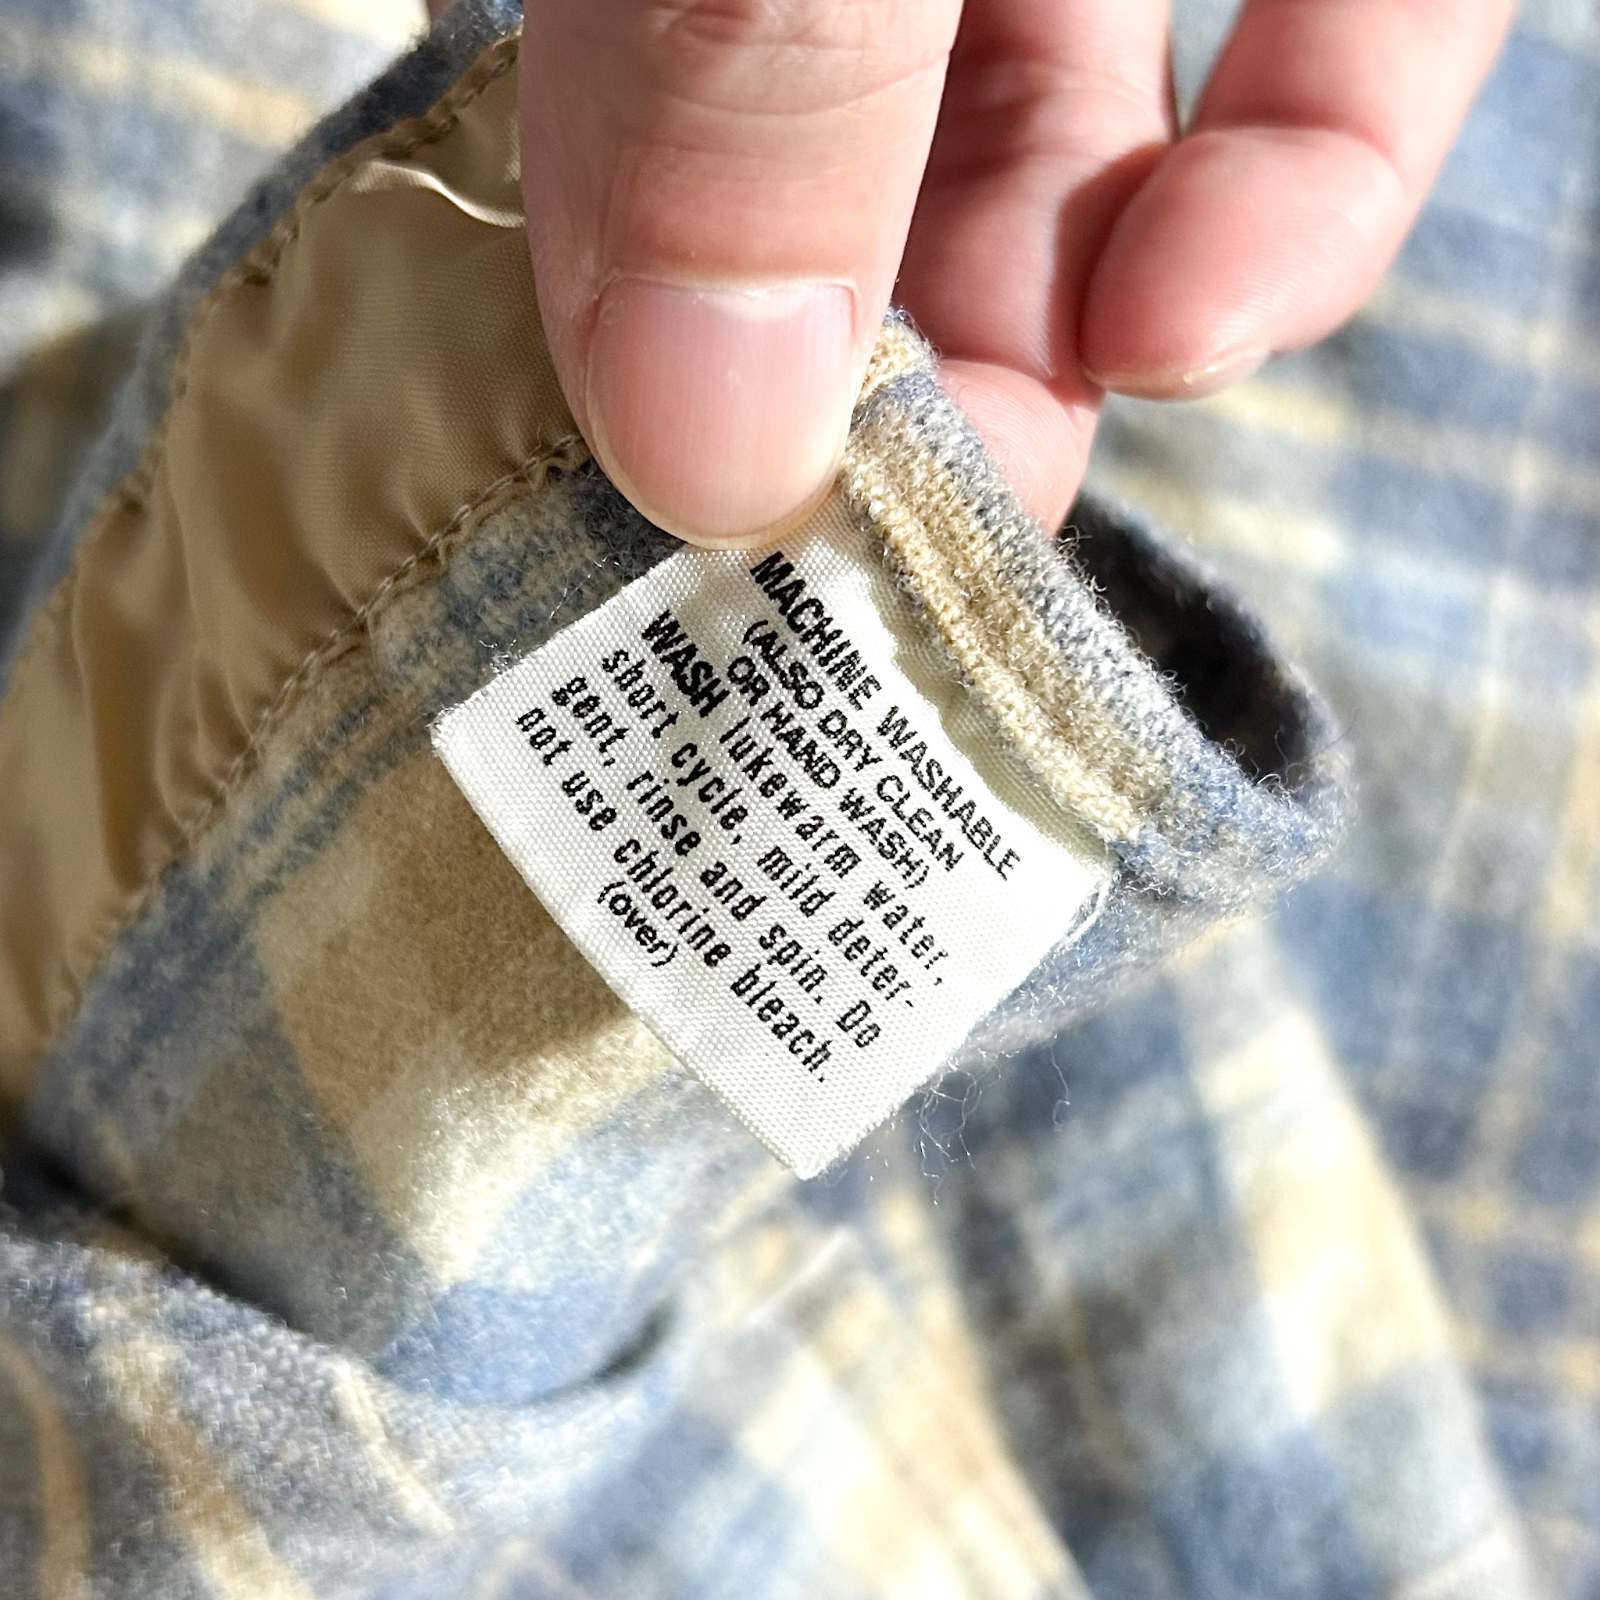 MACHINE WASHABLE
(ALSO DRY CLEAN
OR HAND WASH)
WASH lukewarm water,
short cycle, mild deter-
gent, rinse and spin. Do
not use chlorine bleach.
(over)